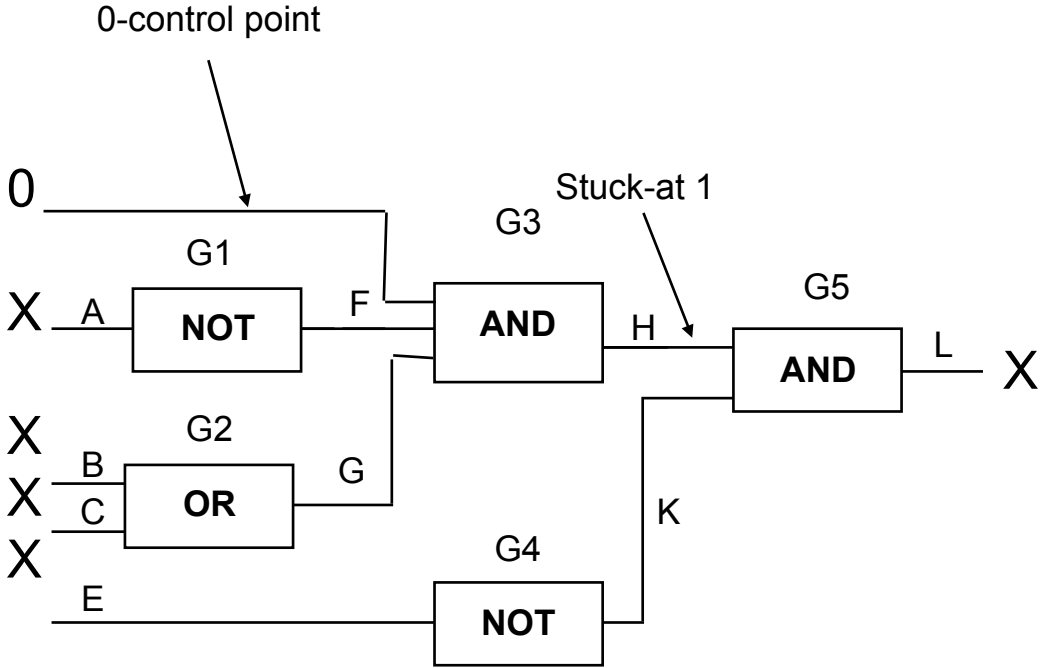 0-control point
0
Stuck-at 1
G3
G1
G5
X
A
NOT
F
AND
H
L
AND
X
X
G2
B
X
C
OR
G
K
X
G4
E
NOT